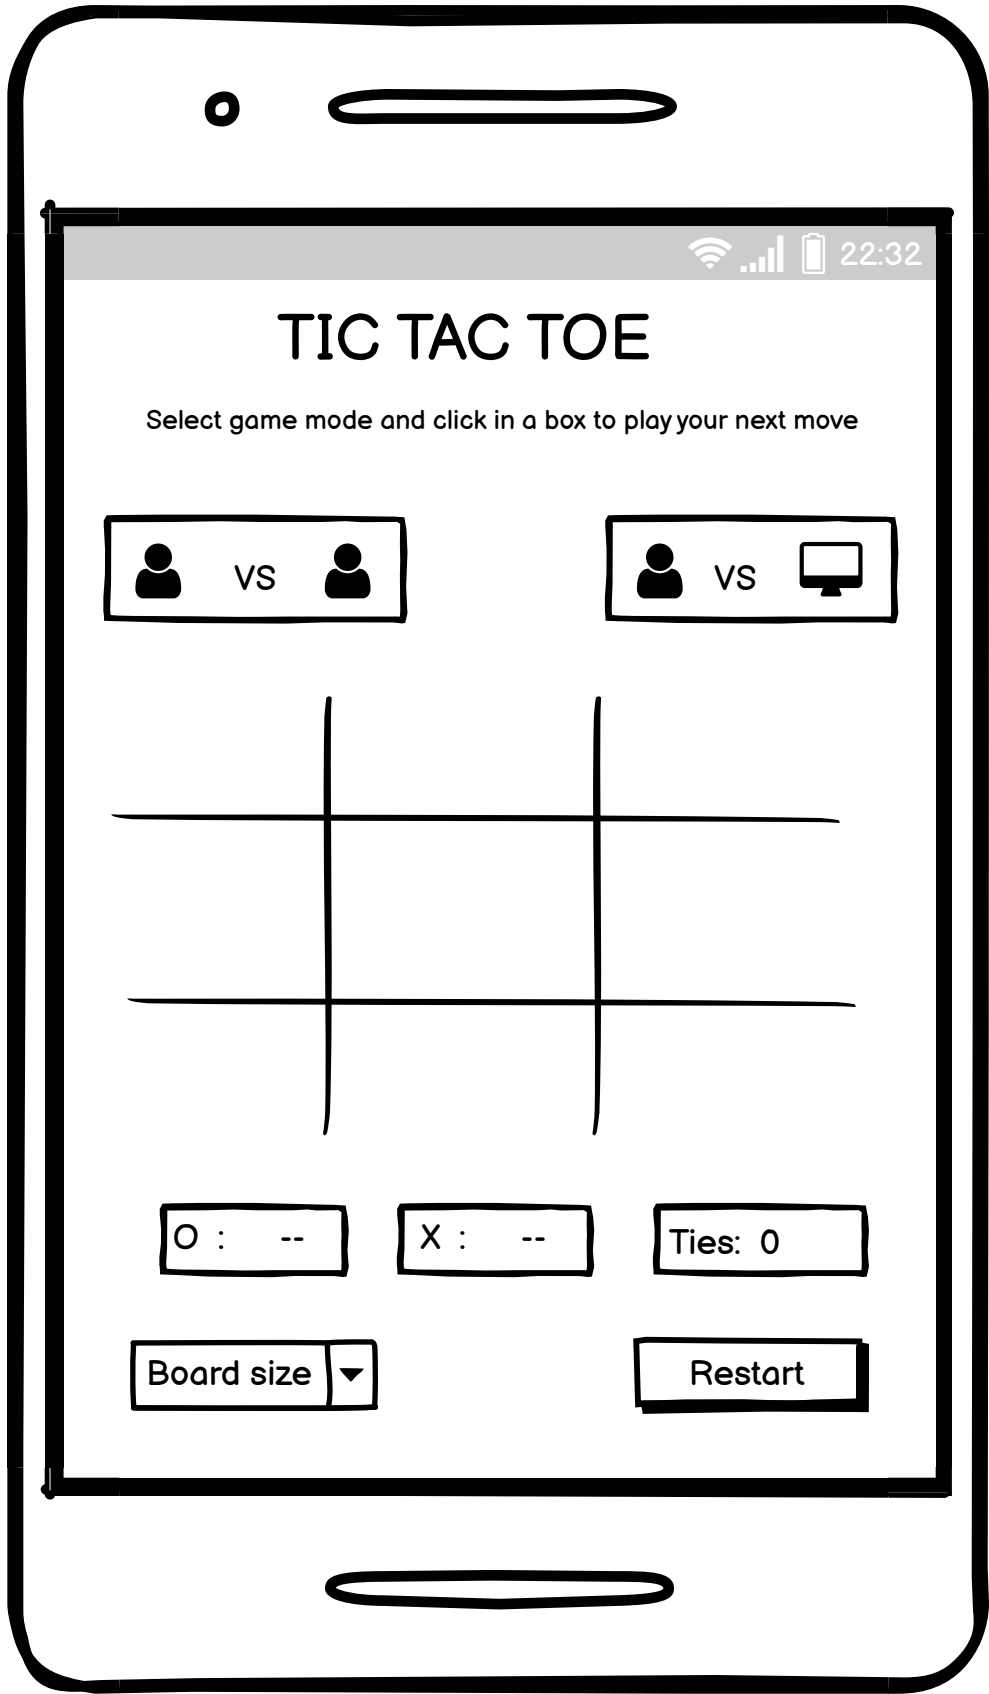 22:32
TIC TAC TOE
Select game mode and click in a box to play your next move
VS VS
O : -- X : -- Ties: 0
Board size Restart